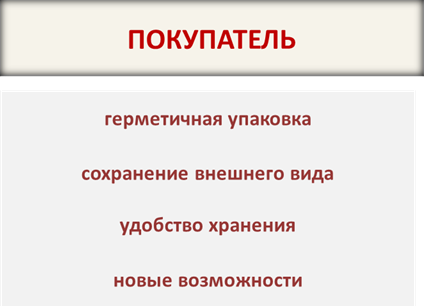 ПОКУПАТЕЛЬ
герметичная упаковка
сохранение внешнего вида
удобство хранения
новые возможности